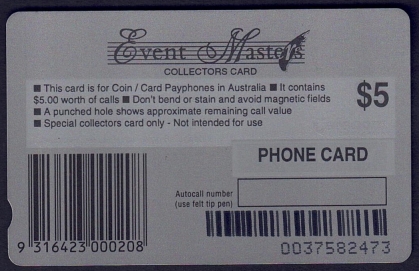 Event Masters
COLLECTORS CARD
■ This card is for Coin / Card Payphones in Australia ■ It contains
$5.00 worth of calls ■ Don't bend or stain and avoid magnetic fields
■ A punched hole shows approximate remaining call value
■ Special collectors card only - Not intended for use
$5
PHONE CARD
Autocall number
(use felt tip pen)
9 316423 000208
0037582473